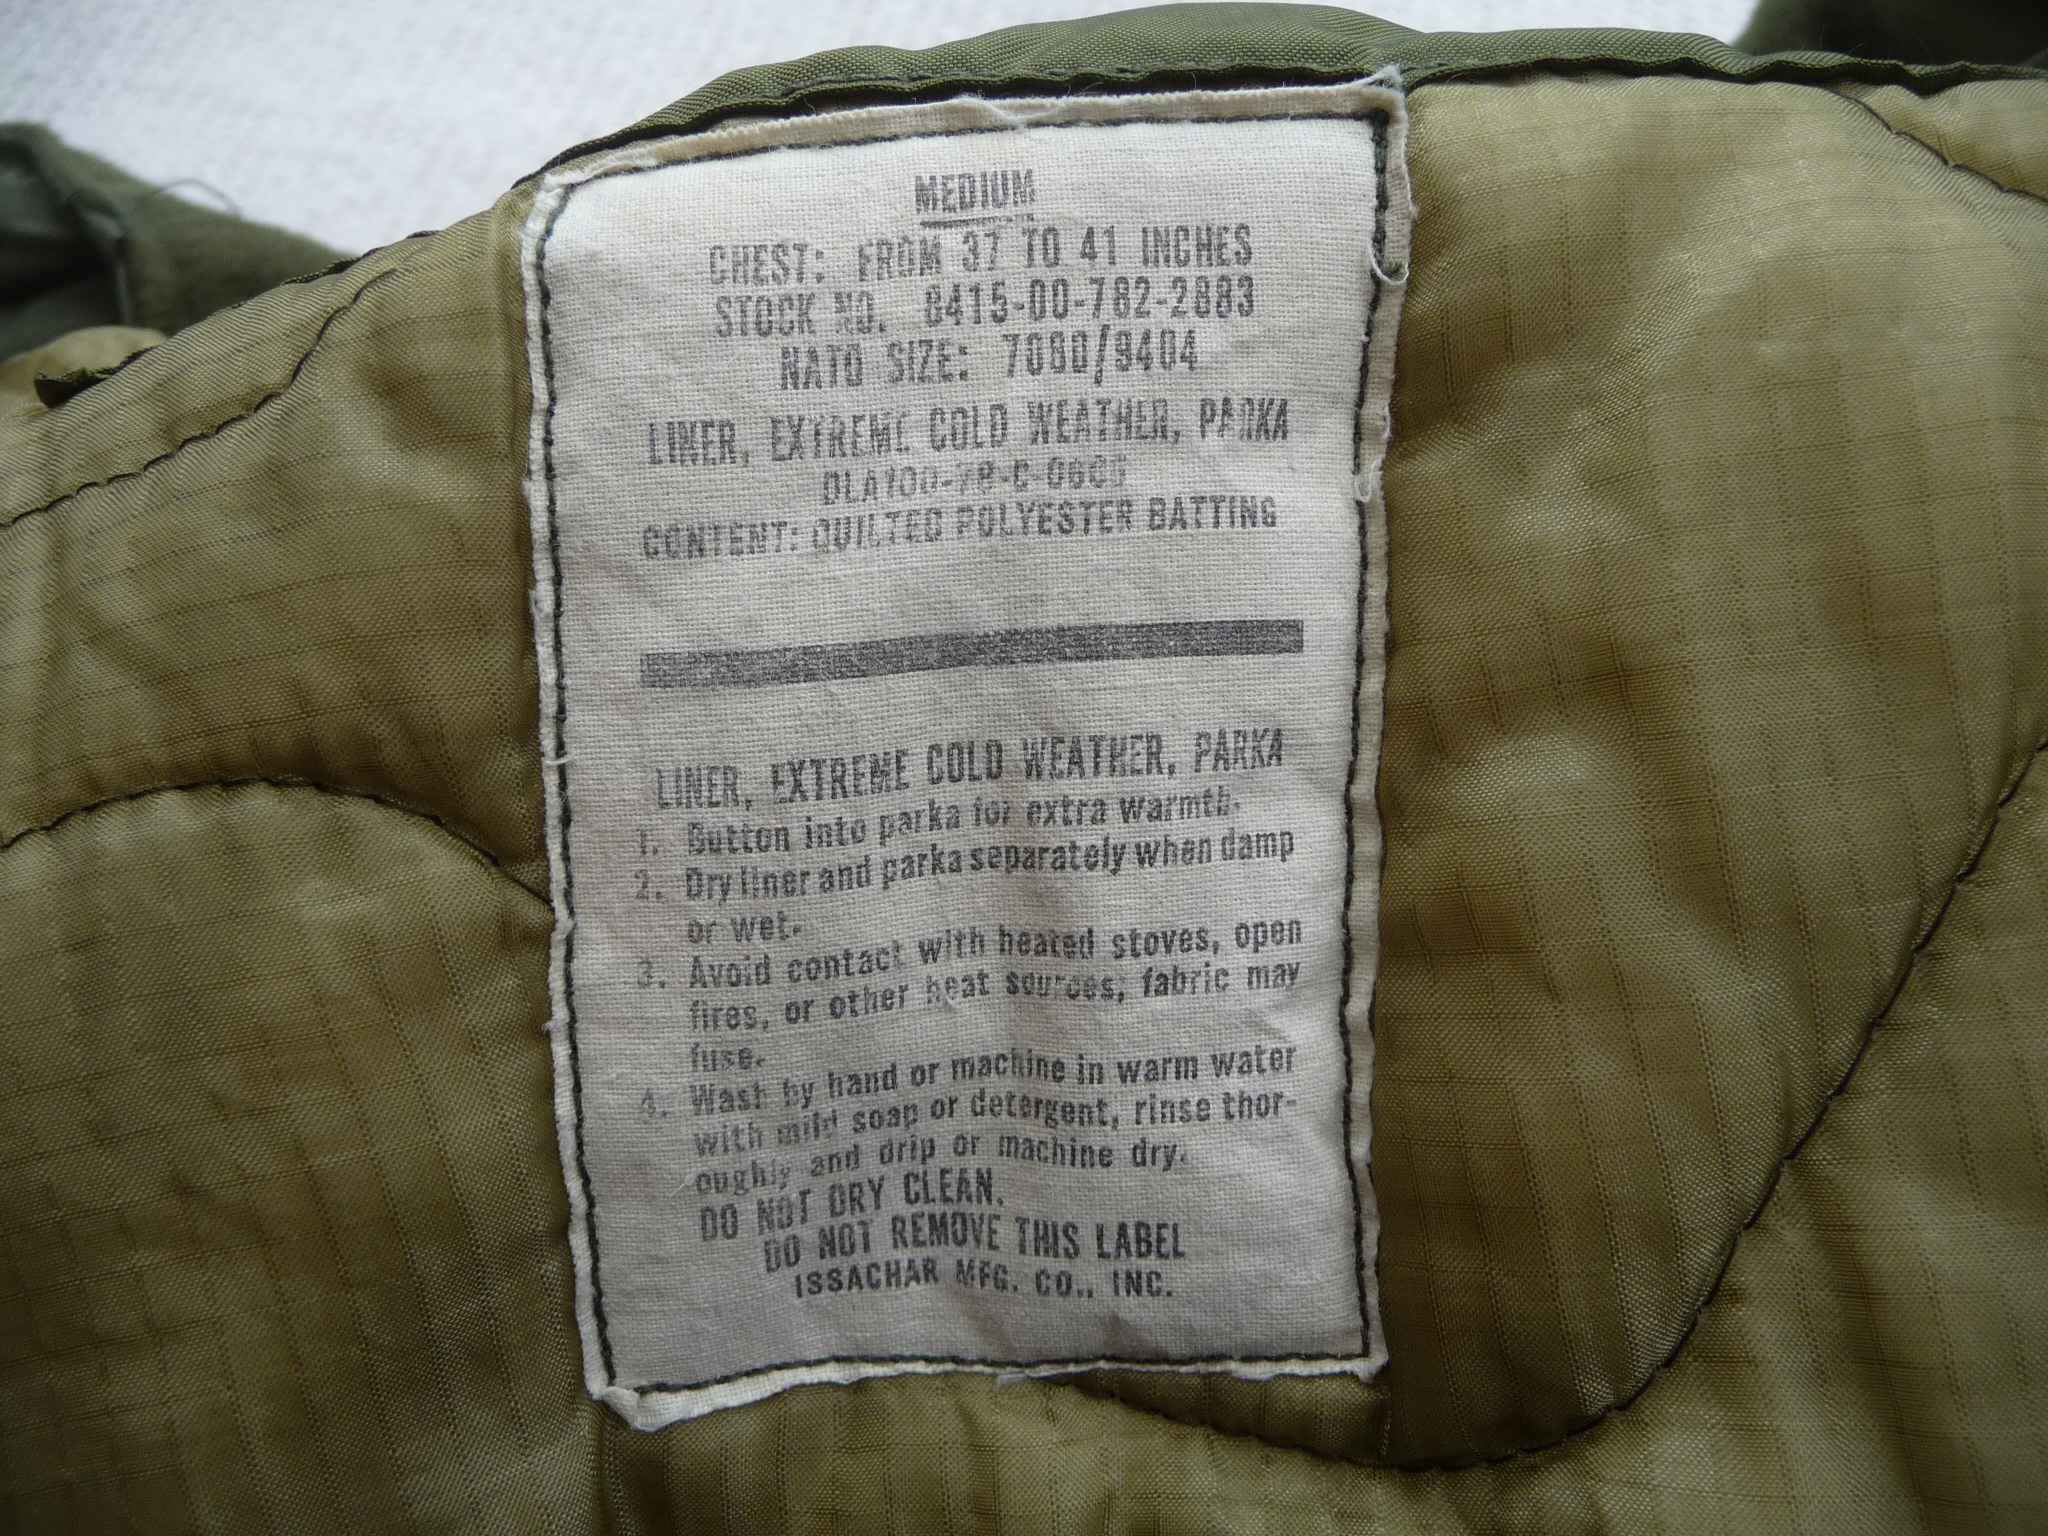 MEDIUM
CHEST: FROM 37 TO 41 INCHES
STOCK NO. 8415-00-782-2883
NATO SIZE: 7080/9404
LINER, EXTREME COLD WEATHER, PARKA
DLA100-78-C-0605
CONTENT: QUILTED POLYESTER BATTING
LINER, EXTREME COLD WEATHER, PARKA
1. Button into parka for extra warmth.
2. Dry liner and parka separately when damp
or wet.
3. Avoid contact with heated stoves, open
fires, or other heat sources; fabric may
fuse.
4. Wash by hand or machine in warm water
with mild soap or detergent, rinse thor-
oughly and drip or machine dry.
DO NOT DRY CLEAN.
DO NOT REMOVE THIS LABEL
ISSACHAR MFG. CO., INC.